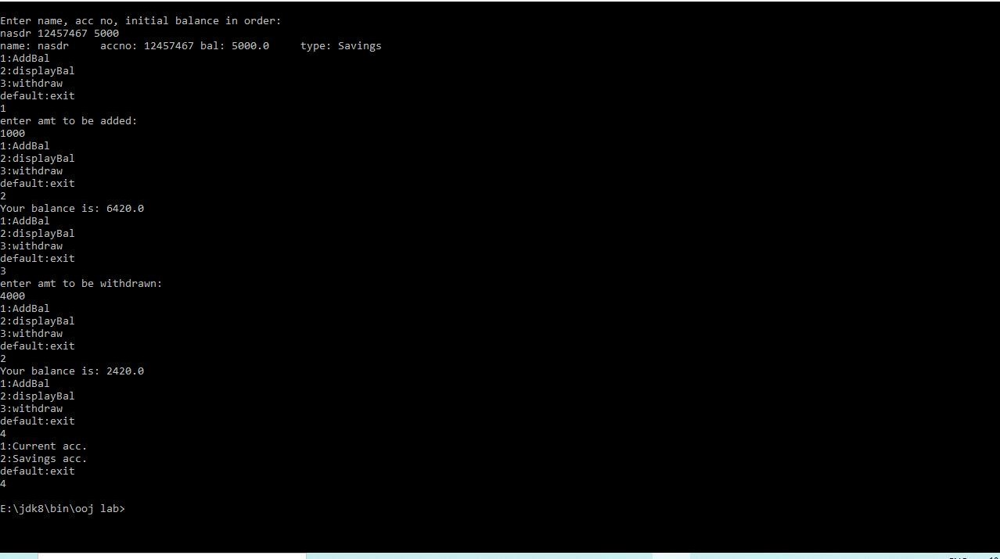 Enter name, acc no, initial balance in order:
nasdr 12457467 5000
name: nasdr     accno: 12457467 bal: 5000.0     type: Savings
1:AddBal
2:displayBal
3:withdraw
default:exit
1
enter amt to be added:
1000
1:AddBal
2:displayBal
3:withdraw
default:exit
2
Your balance is: 6420.0
1:AddBal
2:displayBal
3:withdraw
default:exit
3
enter amt to be withdrawn:
4000
1:AddBal
2:displayBal
3:withdraw
default:exit
2
Your balance is: 2420.0
1:AddBal
2:displayBal
3:withdraw
default:exit
4
1:Current acc.
2:Savings acc.
default:exit
4
E:\jdk8\bin\ooj lab>